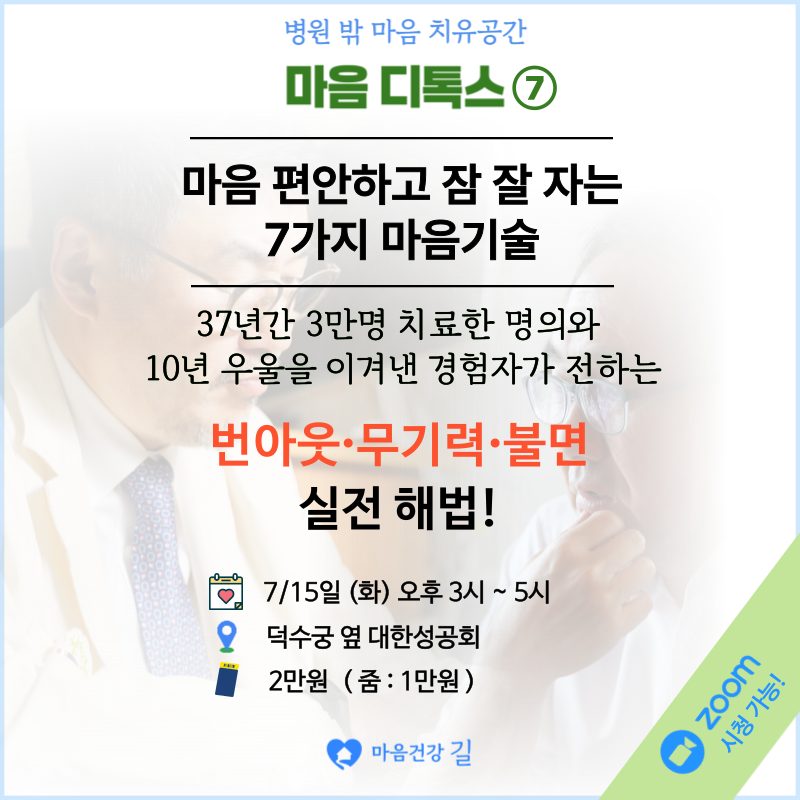 병원 밖 마음 치유공간
마음 디톡스⑦
마음 편안하고 잠 잘 자는
7가지 마음기술
37년간 3만명 치료한 명의와
10년 우울을 이겨낸 경험자가 전하는
번아웃·무기력·불면
실전 해법!
7/15일 (화) 오후 3시 ~ 5시
덕수궁 옆 대한성공회
2만원 ( 줌 : 1만원 )
zoom
시청 가능!
마음건강 길